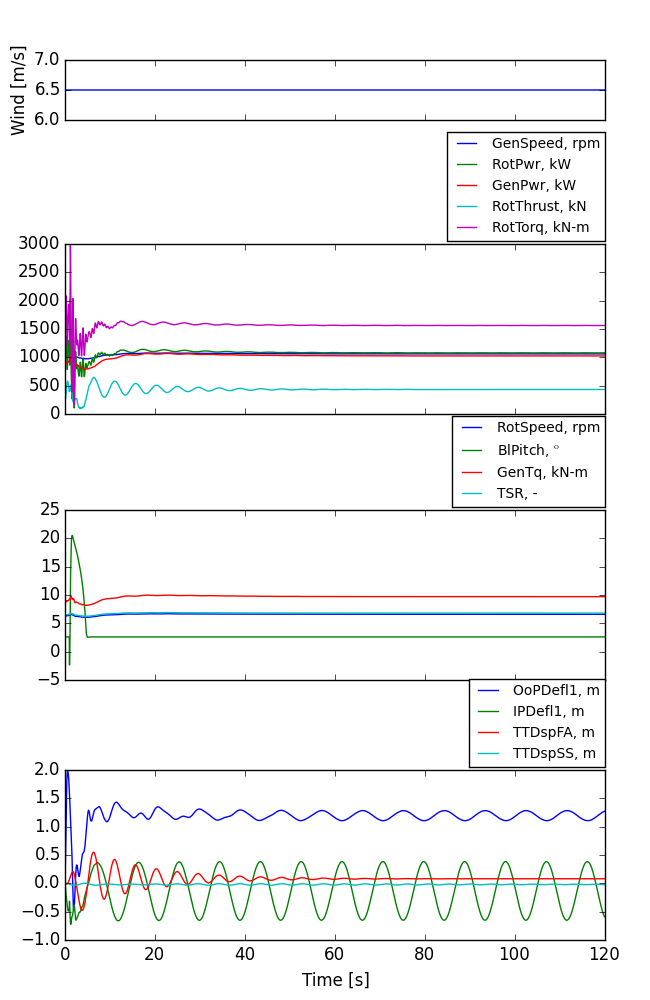 Wind [m/s]
7.0
6.5
6.0
GenSpeed, rpm
RotPwr, kW
GenPwr, kW
RotThrust, kN
RotTorq, kN-m
3000
2500
2000
1500
1000
500
0
RotSpeed, rpm
BlPitch, °
GenTq, kN-m
TSR, -
25
20
15
10
5
0
−5
OoPDefl1, m
IPDefl1, m
TTDspFA, m
TTDspSS, m
2.0
1.5
1.0
0.5
0.0
−0.5
−1.0
0 20 40 60 80 100 120
Time [s]